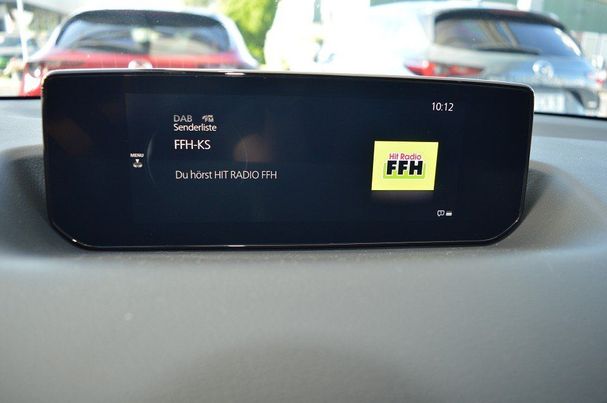 10:12
DAB
Senderliste
FFH-KS
MENU
Du hörst HIT RADIO FFH
Hit Radio
FFH